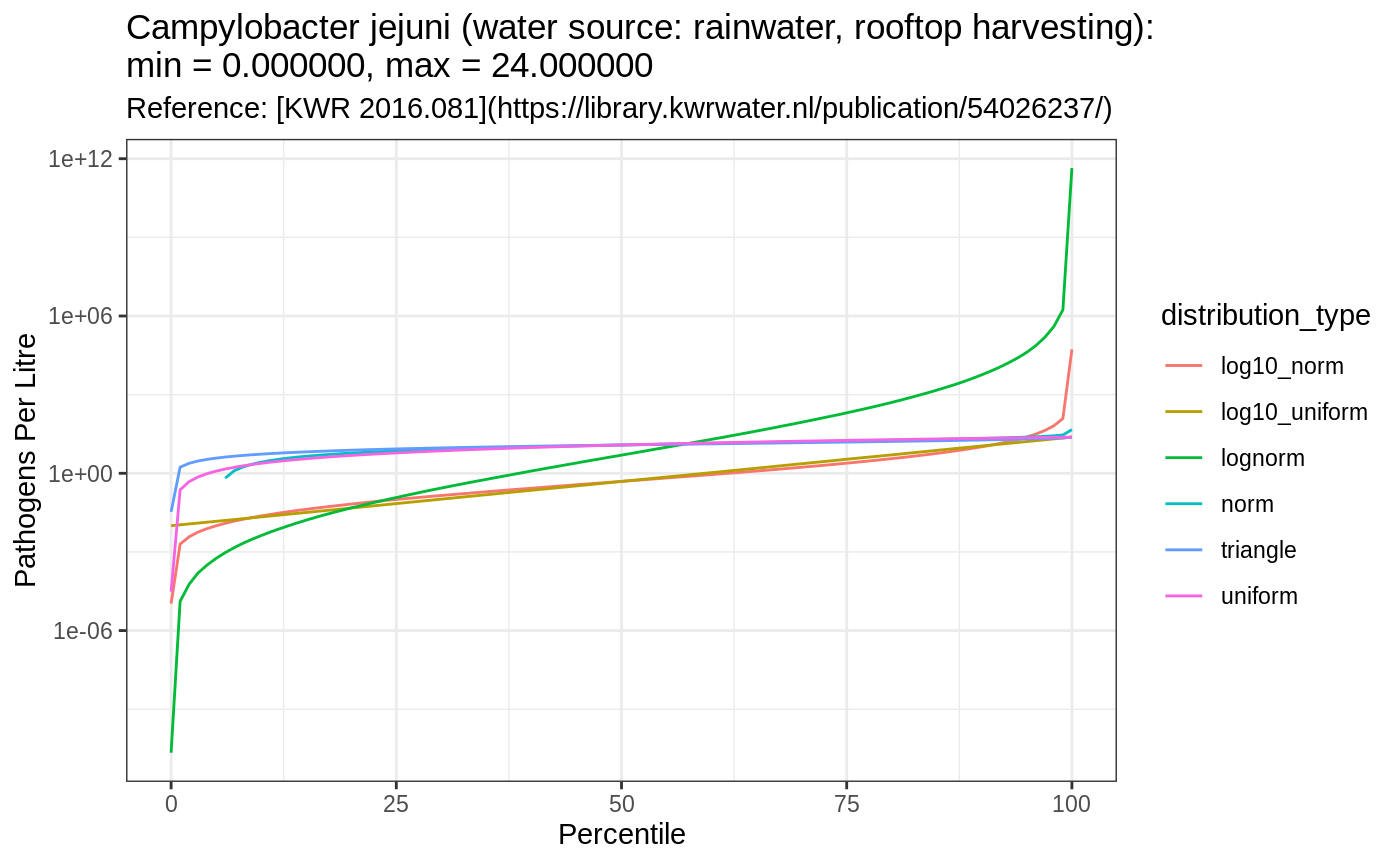 Campylobacter jejuni (water source: rainwater, rooftop harvesting):
min = 0.000000, max = 24.000000
Reference: [KWR 2016.081](https://library.kwrwater.nl/publication/54026237/)
1e+12
1e+06
1e+00
1e-06
Pathogens Per Litre
0
25
50
75
100
Percentile
distribution_type
log10_norm
log10_uniform
lognorm
norm
triangle
uniform